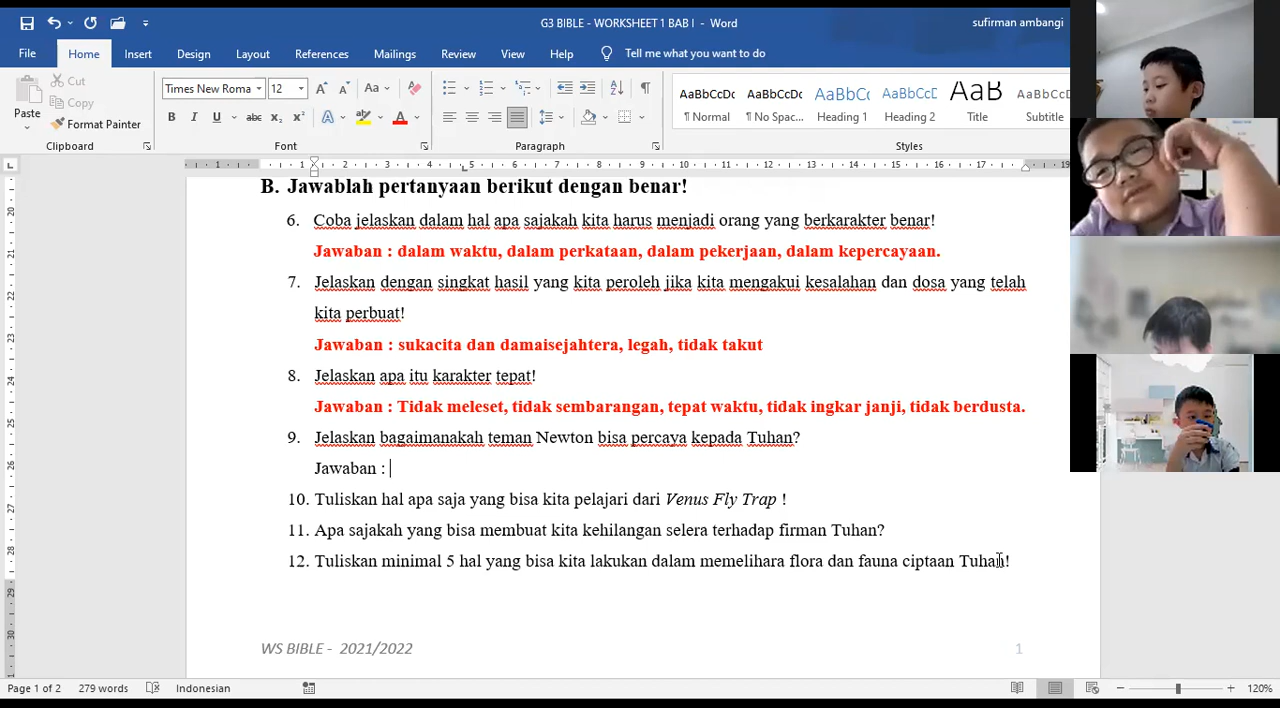 G3 BIBLE - WORKSHEET 1 BAB I - Word
sufirman ambangi
File Home Insert Design Layout References Mailings Review View Help Tell me what you want to do
Paste
Cut
Copy
Format Painter
Times New Roma 12
AaBbCcDc AaBbCcDc AaBbC AaBbCcD AaB AaBbCcD
¶ Normal ¶ No Spac... Heading 1 Heading 2 Title Subtitle
Clipboard Font Paragraph Styles
B. Jawablah pertanyaan berikut dengan benar!
6. Coba jelaskan dalam hal apa sajakah kita harus menjadi orang yang berkarakter benar!
Jawaban : dalam waktu, dalam perkataan, dalam pekerjaan, dalam kepercayaan.
7. Jelaskan dengan singkat hasil yang kita peroleh jika kita mengakui kesalahan dan dosa yang telah
kita perbuat!
Jawaban : sukacita dan damaisejahtera, legah, tidak takut
8. Jelaskan apa itu karakter tepat!
Jawaban : Tidak meleset, tidak sembarangan, tepat waktu, tidak ingkar janji, tidak berdusta.
9. Jelaskan bagaimanakah teman Newton bisa percaya kepada Tuhan?
Jawaban :
10. Tuliskan hal apa saja yang bisa kita pelajari dari Venus Fly Trap !
11. Apa sajakah yang bisa membuat kita kehilangan selera terhadap firman Tuhan?
12. Tuliskan minimal 5 hal yang bisa kita lakukan dalam memelihara flora dan fauna ciptaan Tuhan!
WS BIBLE - 2021/2022
1
Page 1 of 2 279 words Indonesian 120%